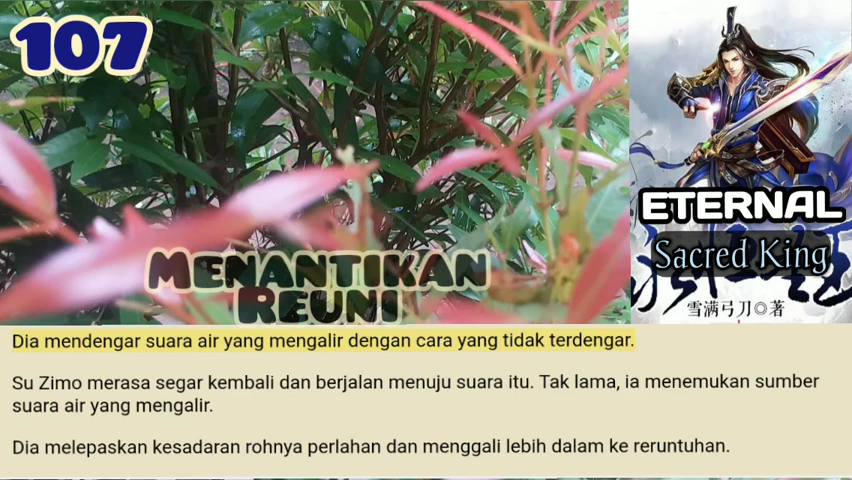 107
MENANTIKAN
REUNI
ETERNAL
Sacred King
雪满弓刀◎著
Dia mendengar suara air yang mengalir dengan cara yang tidak terdengar.
Su Zimo merasa segar kembali dan berjalan menuju suara itu. Tak lama, ia menemukan sumber
suara air yang mengalir.
Dia melepaskan kesadaran rohnya perlahan dan menggali lebih dalam ke reruntuhan.